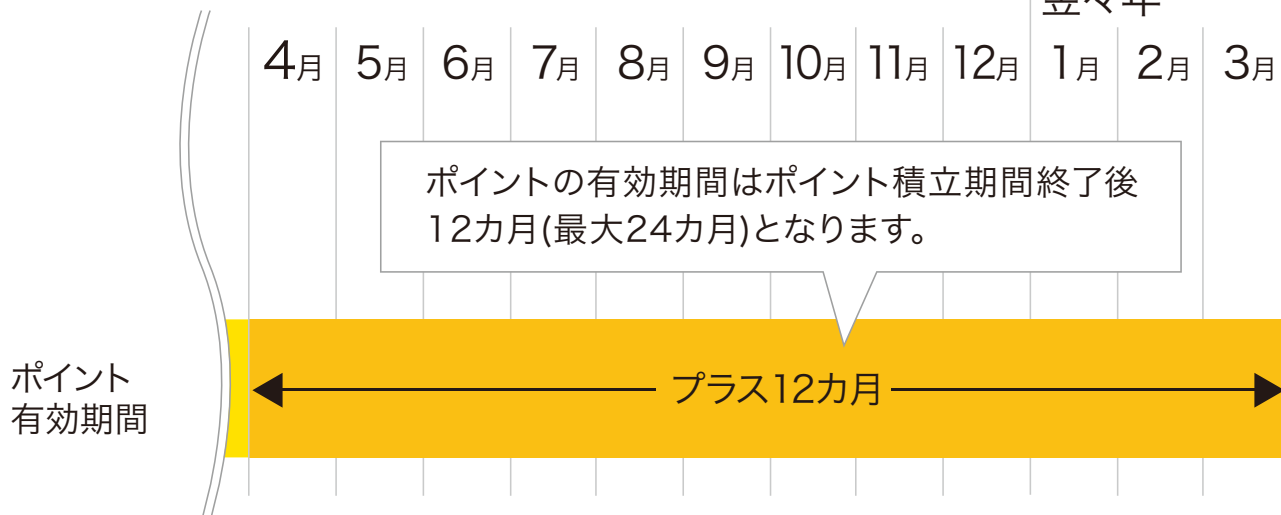 翌々年
4月 5月 6月 7月 8月 9月 10月 11月 12月 1月 2月 3月
ポイントの有効期間はポイント積立期間終了後
12カ月(最大24カ月)となります。
ポイント
有効期間
プラス12カ月